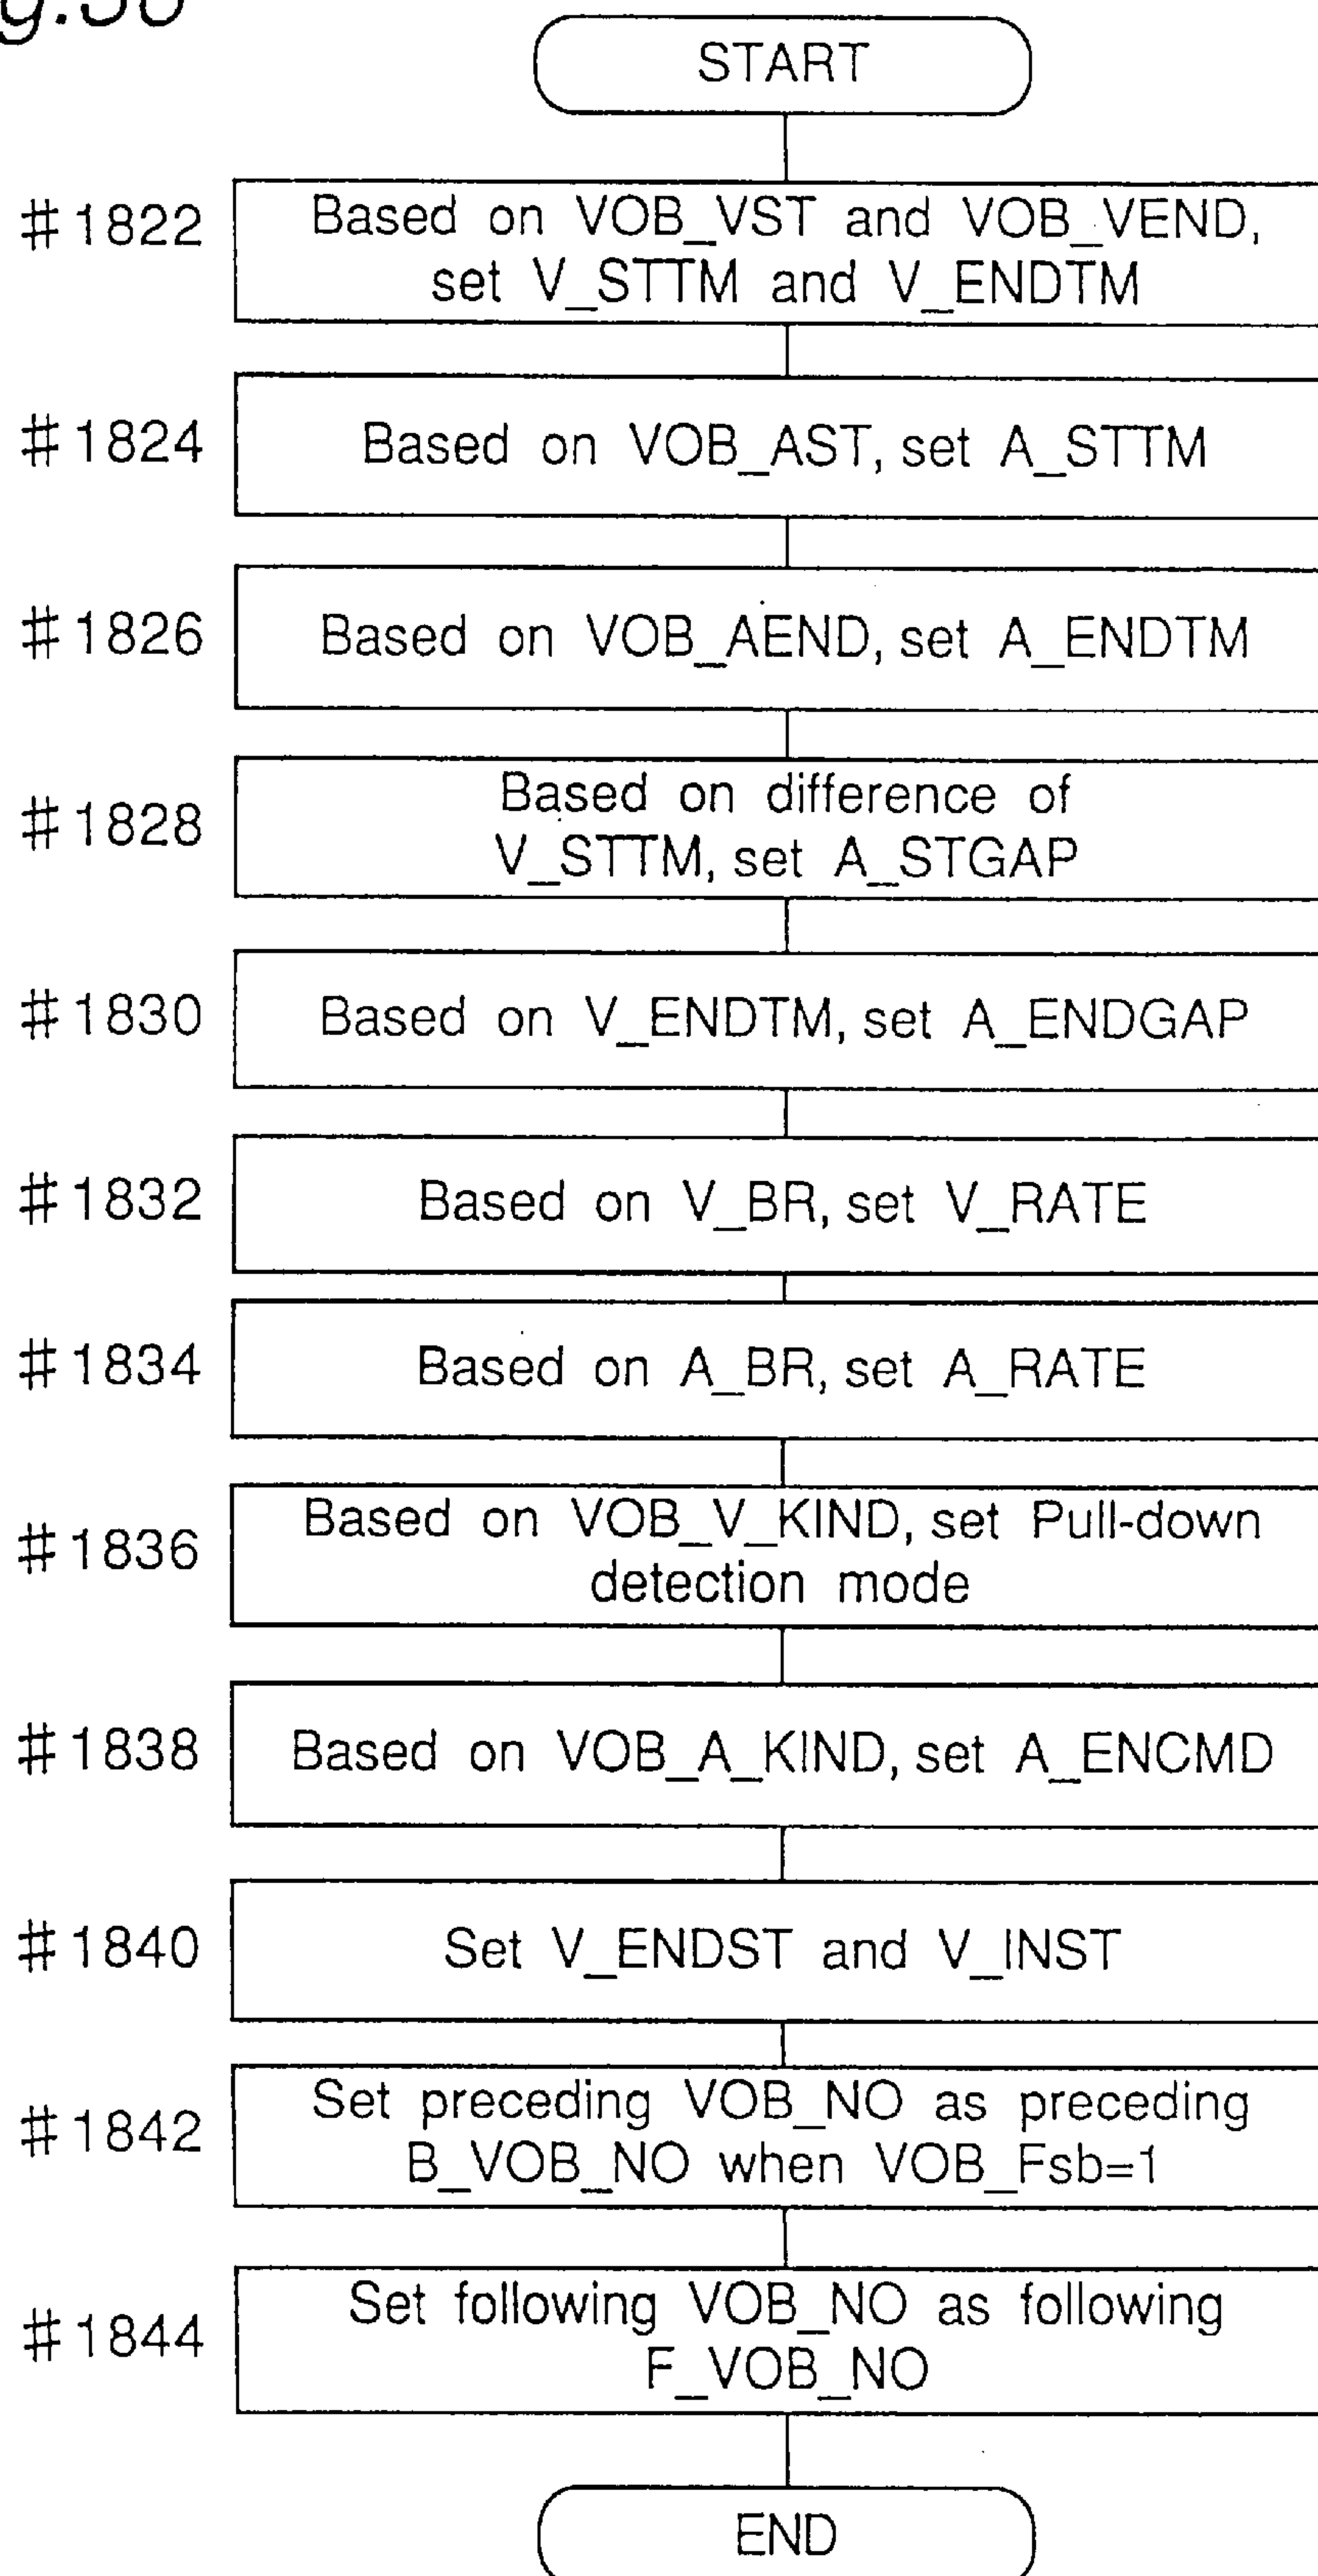 START
#1822
Based on VOB_VST and VOB_VEND,
set V_STTM and V_ENDTM
#1824
Based on VOB_AST, set A_STTM
#1826
Based on VOB_AEND, set A_ENDTM
#1828
Based on difference of
V_STTM, set A_STGAP
#1830
Based on V_ENDTM, set A_ENDGAP
#1832
Based on V_BR, set V_RATE
#1834
Based on A_BR, set A_RATE
#1836
Based on VOB_V_KIND, set Pull-down
detection mode
#1838
Based on VOB_A_KIND, set A_ENCMD
#1840
Set V_ENDST and V_INST
#1842
Set preceding VOB_NO as preceding
B_VOB_NO when VOB_Fsb=1
#1844
Set following VOB_NO as following
F_VOB_NO
END